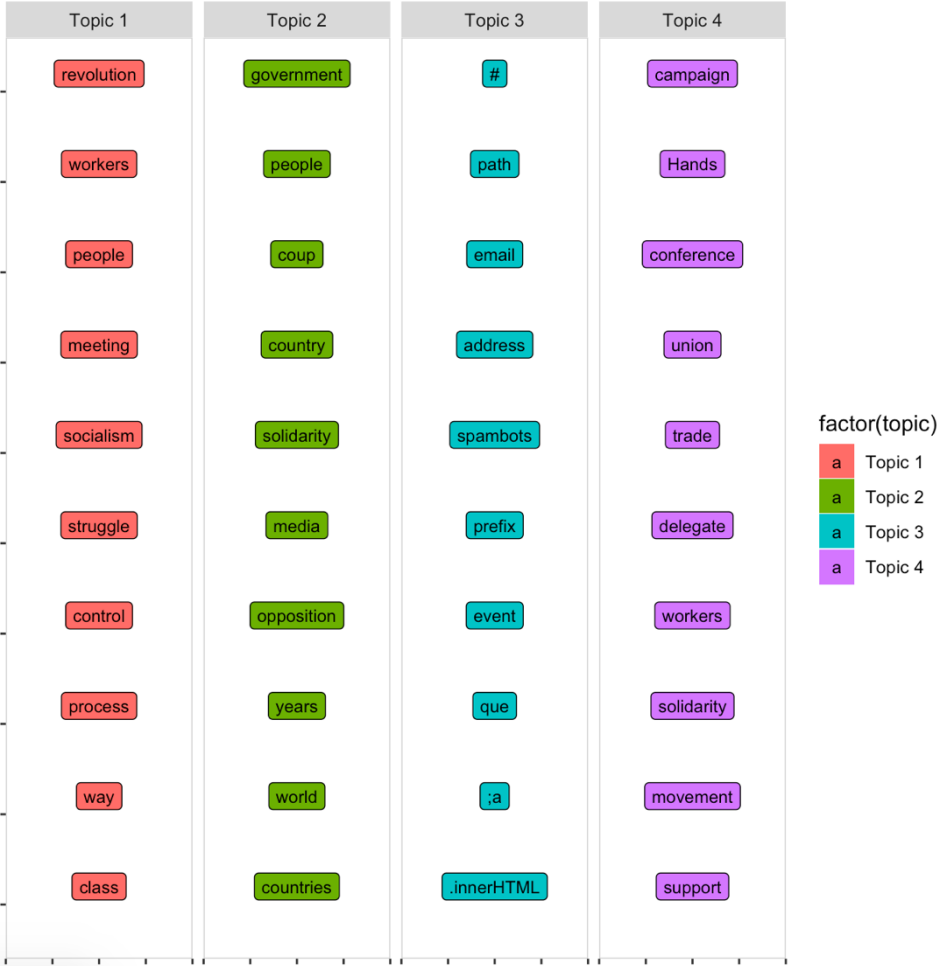 Topic 1 Topic 2 Topic 3 Topic 4
revolution government # campaign
workers people path Hands
people coup email conference
meeting country address union
socialism solidarity spambots trade
struggle media prefix delegate
control opposition event workers
process years que solidarity
way world ;a movement
class countries .innerHTML support
factor(topic)
a Topic 1
a Topic 2
a Topic 3
a Topic 4